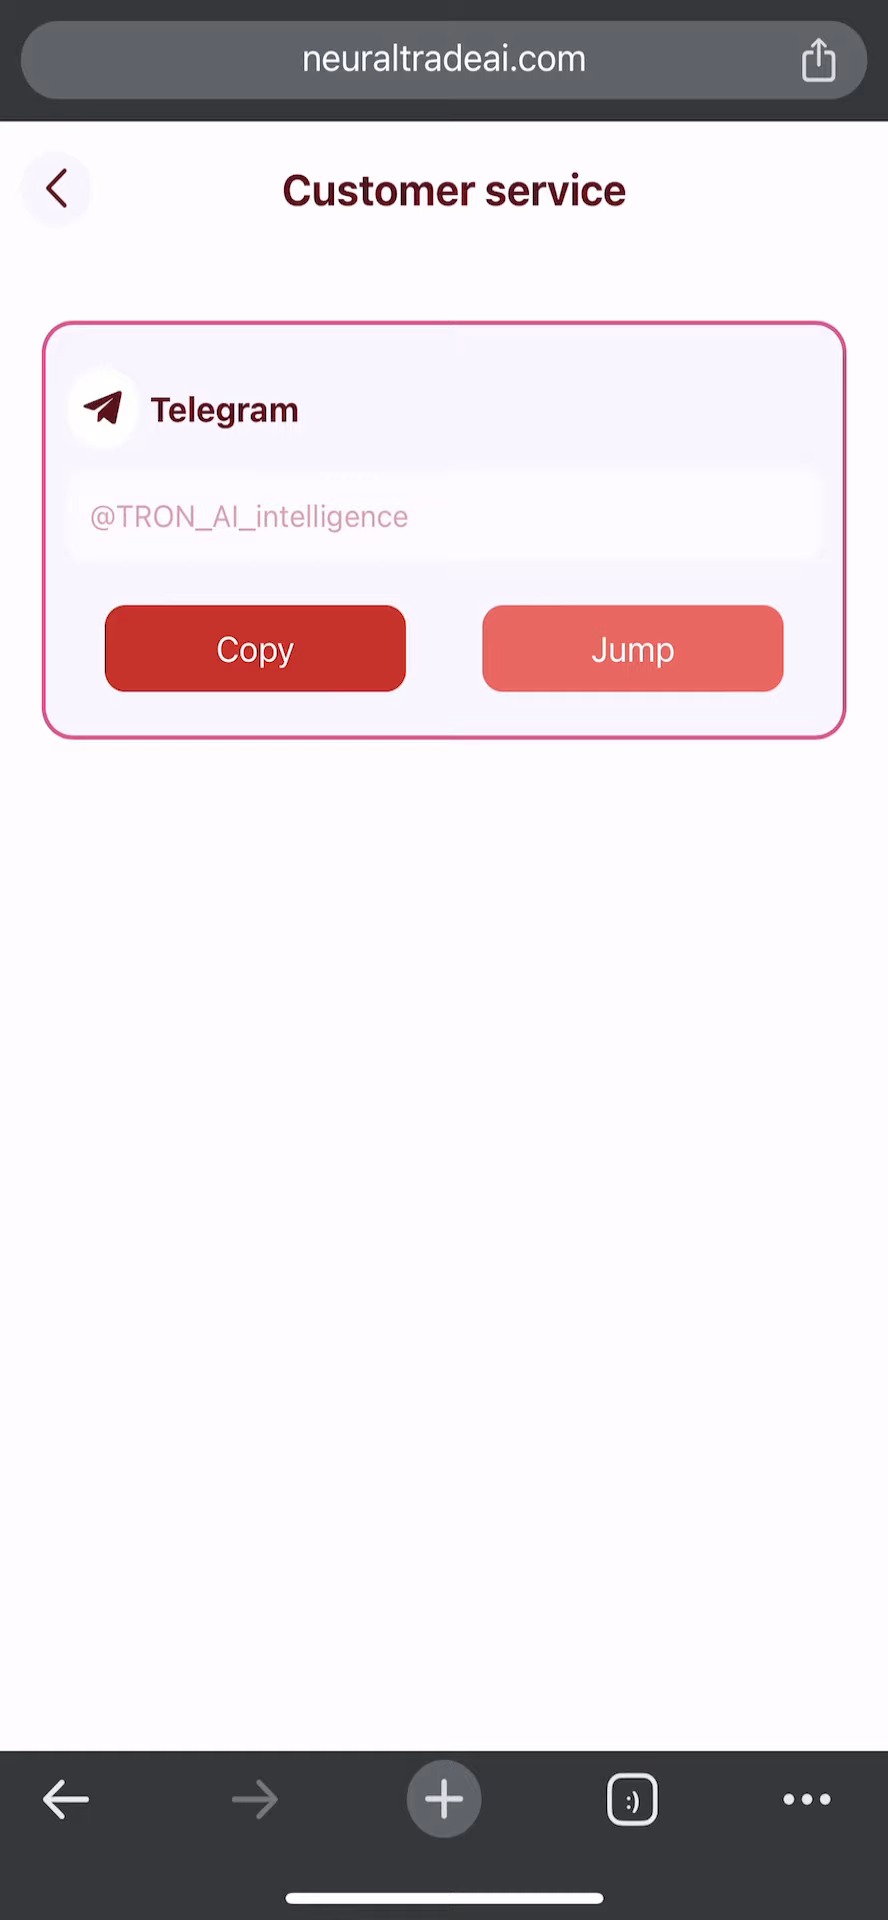 neuraltradeai.com
Customer service
Telegram
@TRON_AI_intelligence
Copy
Jump
:)